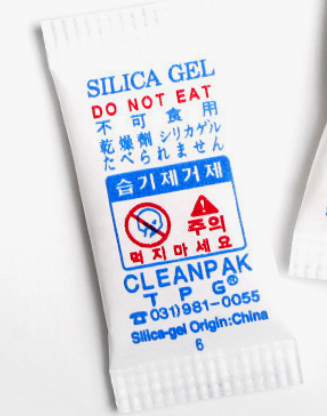 SILICA GEL
DO NOT EAT
不可食用
乾燥劑 シリカゲル
たべられません
습기제거제
주의
먹지마세요
CLEANPAK
T P G®
☎031)981-0055
Silica-gel Origin:China
6